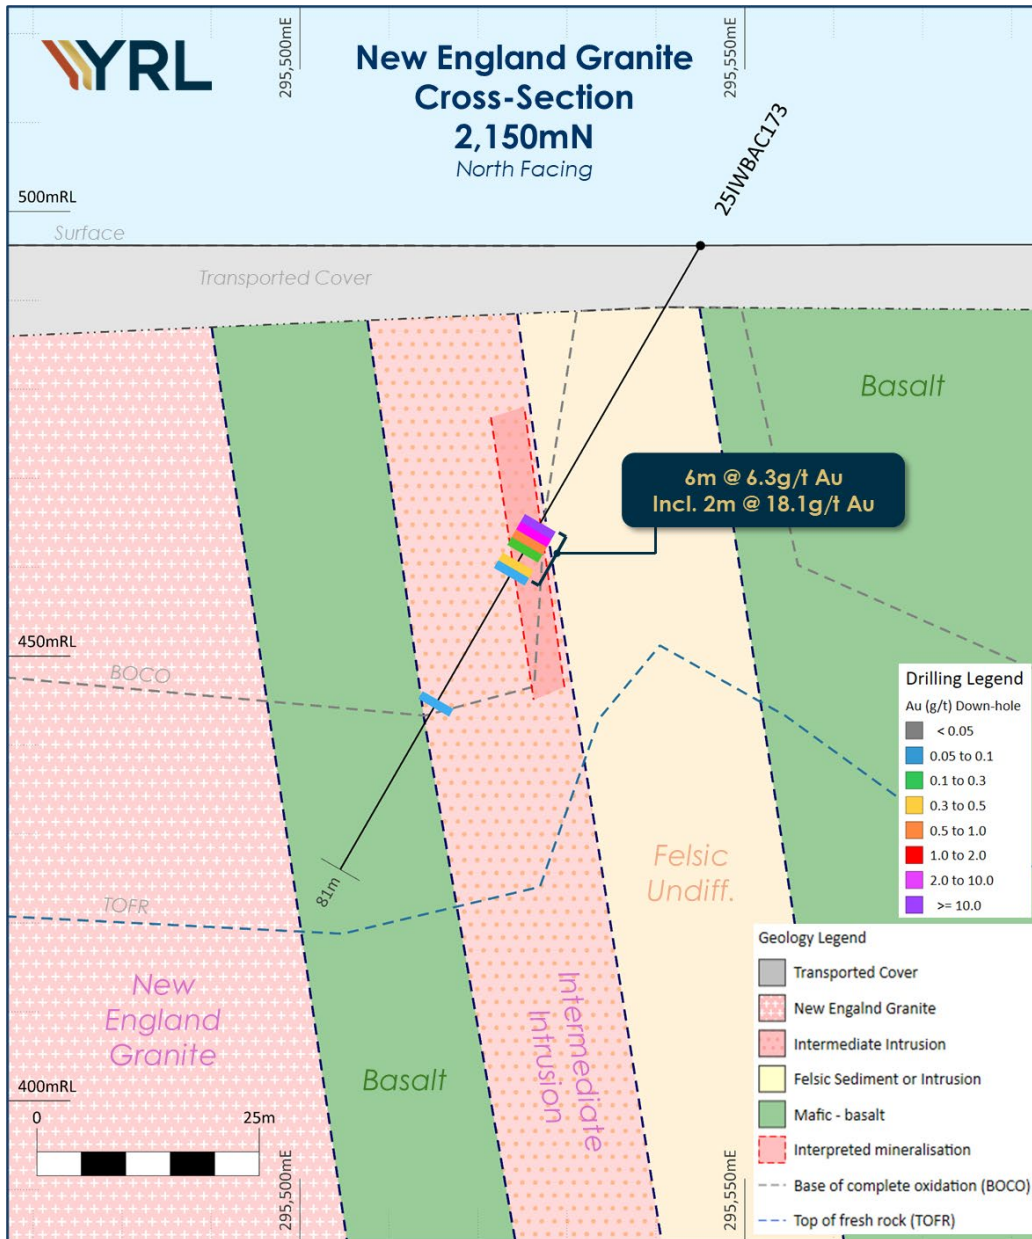 YRL
New England Granite
Cross-Section
2,150mN
North Facing
295,500mE
295,550mE
25IWBAC173
500mRL
Surface
Transported Cover
Basalt
6m @ 6.3g/t Au
Incl. 2m @ 18.1g/t Au
450mRL
BOCO
Drilling Legend
Au (g/t) Down-hole
< 0.05
0.05 to 0.1
0.1 to 0.3
0.3 to 0.5
0.5 to 1.0
1.0 to 2.0
2.0 to 10.0
>= 10.0
81m
Felsic
Undiff.
TOFR
New
England
Granite
Basalt
Intermediate
Intrusion
Geology Legend
Transported Cover
New Engalnd Granite
Intermediate Intrusion
Felsic Sediment or Intrusion
Mafic - basalt
Interpreted mineralisation
Base of complete oxidation (BOCO)
Top of fresh rock (TOFR)
400mRL
0
25m
295,500mE
295,550mE